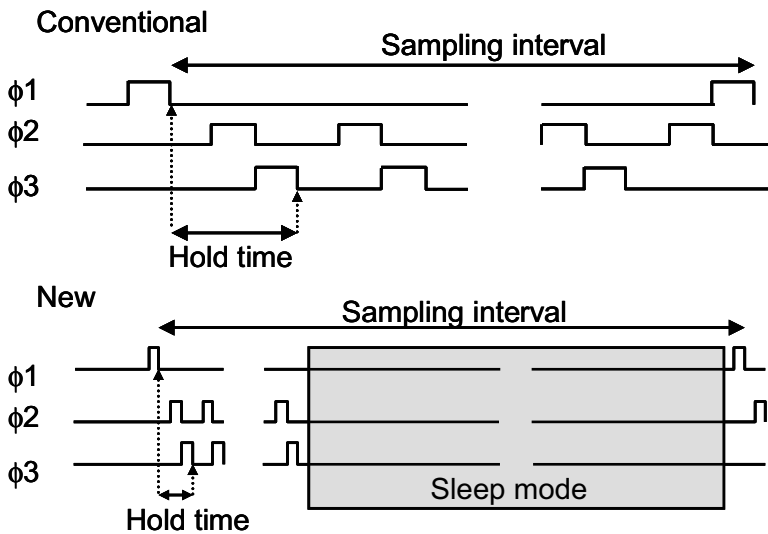 Conventional
Sampling interval
ϕ1
ϕ2
ϕ3
Hold time
New
Sampling interval
ϕ1
ϕ2
ϕ3
Sleep mode
Hold time